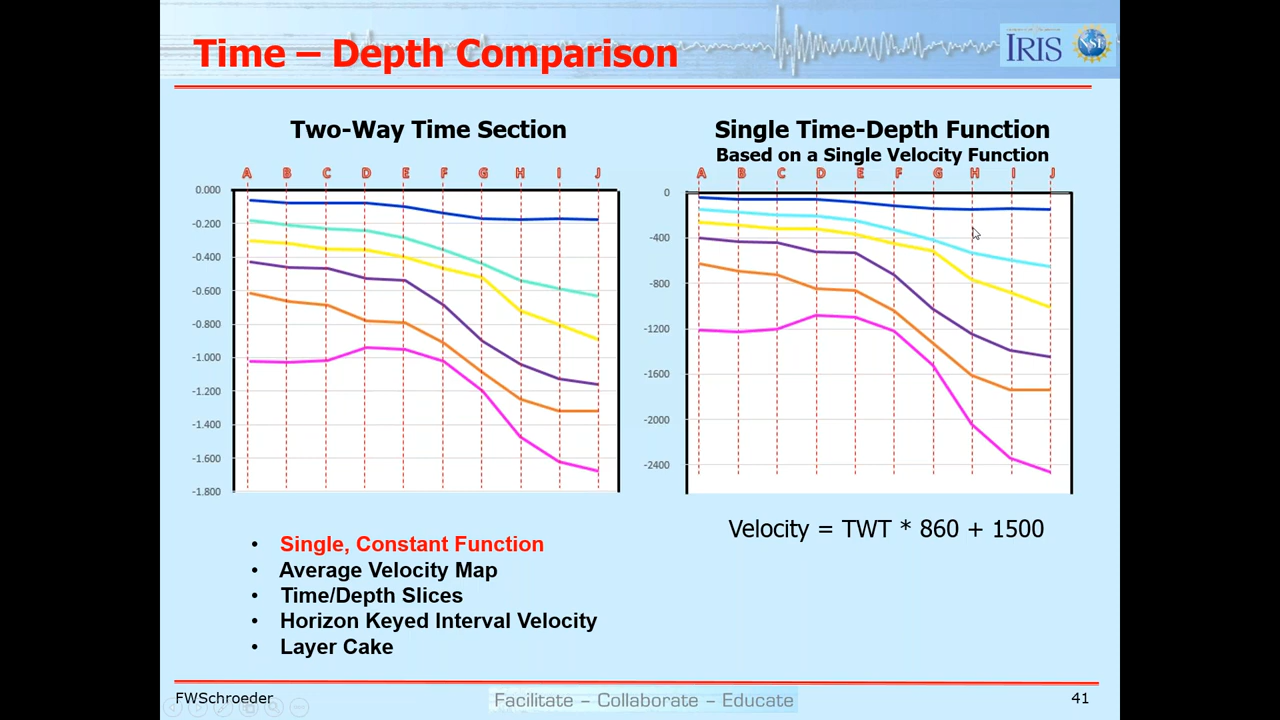 Time – Depth Comparison
IRIS
NSF
Two-Way Time Section
A B C D E F G H I J
0.000
-0.200
-0.400
-0.600
-0.800
-1.000
-1.200
-1.400
-1.600
-1.800
Single Time-Depth Function
Based on a Single Velocity Function
A B C D E F G H I J
0
-400
-800
-1200
-1600
-2000
-2400
Velocity = TWT * 860 + 1500
• Single, Constant Function
• Average Velocity Map
• Time/Depth Slices
• Horizon Keyed Interval Velocity
• Layer Cake
FWSchroeder
Facilitate – Collaborate – Educate
41